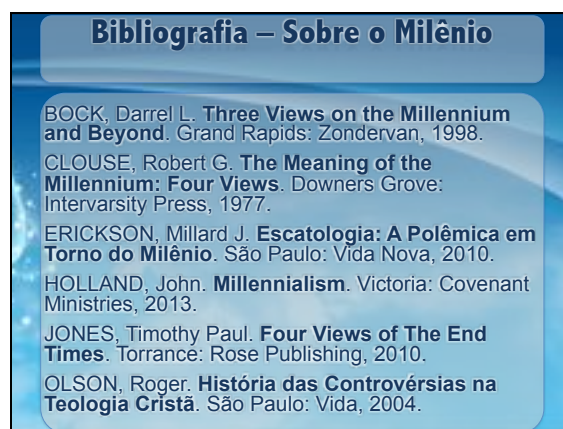 Bibliografia – Sobre o Milênio
BOCK, Darrel L. Three Views on the Millennium
and Beyond. Grand Rapids: Zondervan, 1998.
CLOUSE, Robert G. The Meaning of the
Millennium: Four Views. Downers Grove:
Intervarsity Press, 1977.
ERICKSON, Millard J. Escatologia: A Polêmica em
Torno do Milênio. São Paulo: Vida Nova, 2010.
HOLLAND, John. Millennialism. Victoria: Covenant
Ministries, 2013.
JONES, Timothy Paul. Four Views of The End
Times. Torrance: Rose Publishing, 2010.
OLSON, Roger. História das Controvérsias na
Teologia Cristã. São Paulo: Vida, 2004.